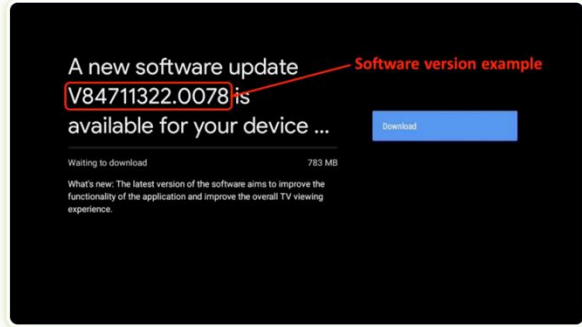 A new software update
V84711322.0078 is
available for your device ...
Software version example
Download
Waiting to download 783 MB
What's new: The latest version of the software aims to improve the
functionality of the application and improve the overall TV viewing
experience.